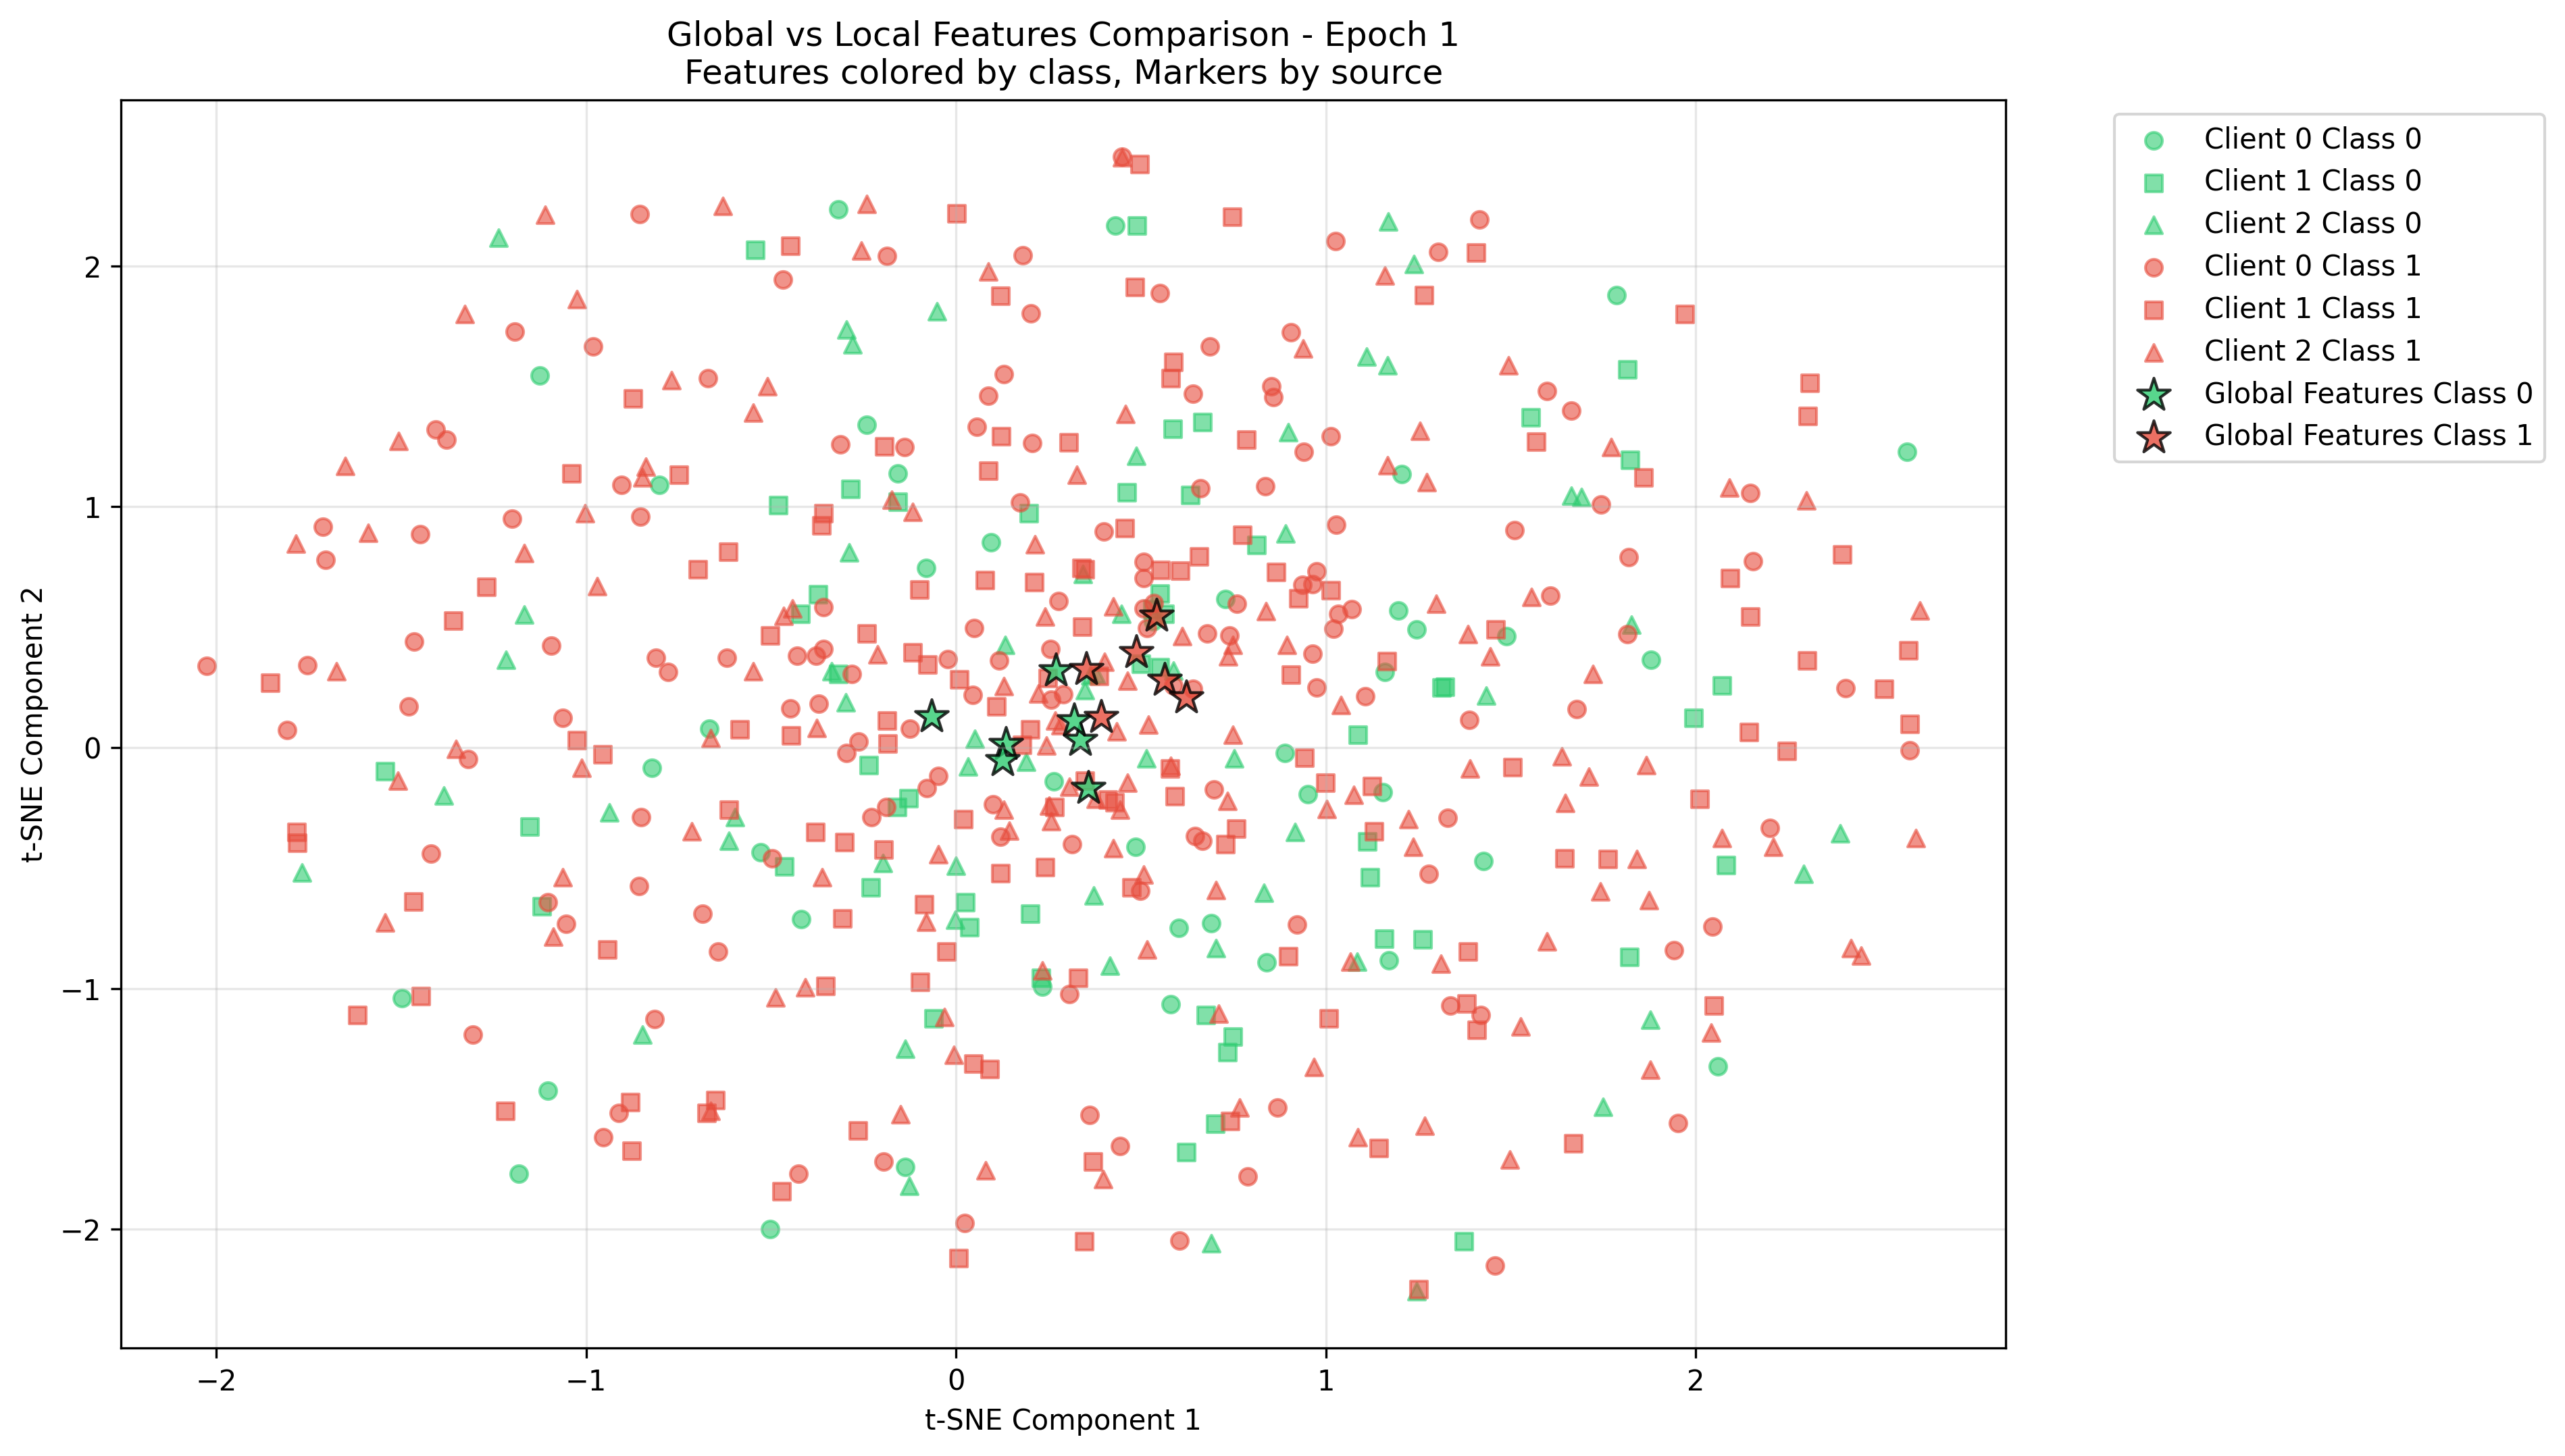 Global vs Local Features Comparison - Epoch 1
Features colored by class, Markers by source
Client 0 Class 0
Client 1 Class 0
Client 2 Class 0
Client 0 Class 1
Client 1 Class 1
Client 2 Class 1
Global Features Class 0
Global Features Class 1
t-SNE Component 2
2
1
0
−1
−2
−2
−1
0
1
2
t-SNE Component 1